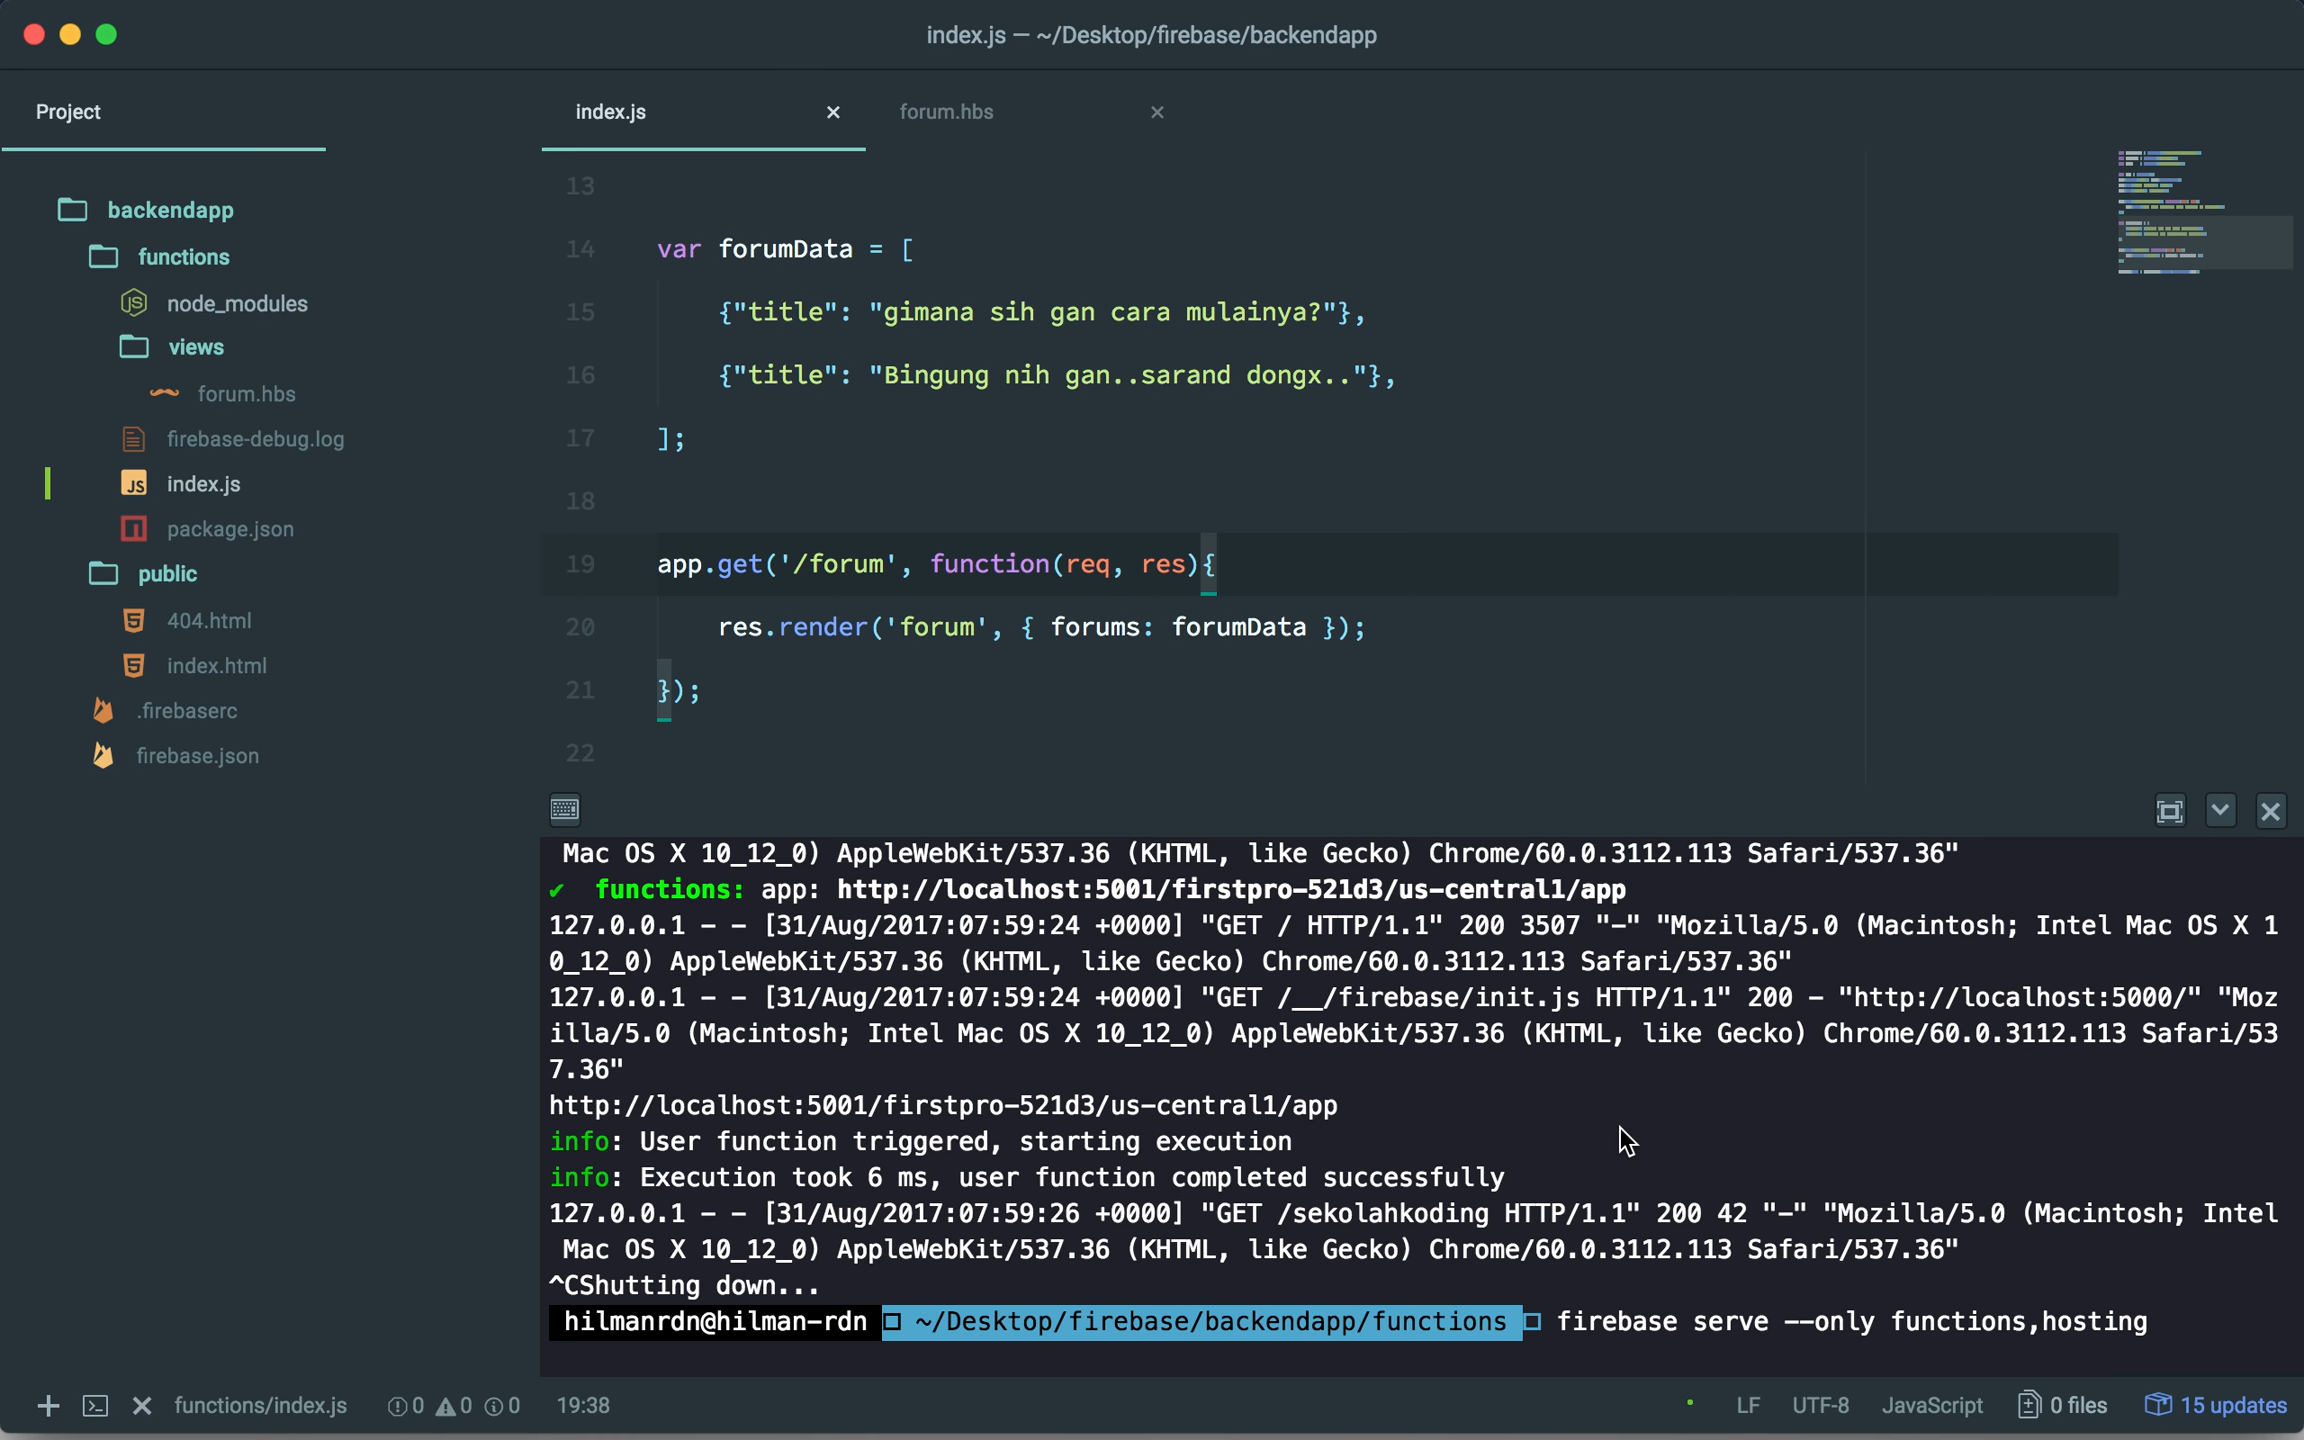 index.js — ~/Desktop/firebase/backendapp
Project
index.js
forum.hbs
backendapp
functions
node_modules
views
forum.hbs
firebase-debug.log
index.js
package.json
public
404.html
index.html
.firebaserc
firebase.json
13
14 var forumData = [
15 {"title": "gimana sih gan cara mulainya?"},
16 {"title": "Bingung nih gan..sarand dongx.."},
17 ];
18
19 app.get('/forum', function(req, res){
20 res.render('forum', { forums: forumData });
21 });
22
Mac OS X 10_12_0) AppleWebKit/537.36 (KHTML, like Gecko) Chrome/60.0.3112.113 Safari/537.36"
✔ functions: app: http://localhost:5001/firstpro-521d3/us-central1/app
127.0.0.1 - - [31/Aug/2017:07:59:24 +0000] "GET / HTTP/1.1" 200 3507 "-" "Mozilla/5.0 (Macintosh; Intel Mac OS X 1
0_12_0) AppleWebKit/537.36 (KHTML, like Gecko) Chrome/60.0.3112.113 Safari/537.36"
127.0.0.1 - - [31/Aug/2017:07:59:24 +0000] "GET /__/firebase/init.js HTTP/1.1" 200 - "http://localhost:5000/" "Moz
illa/5.0 (Macintosh; Intel Mac OS X 10_12_0) AppleWebKit/537.36 (KHTML, like Gecko) Chrome/60.0.3112.113 Safari/53
7.36"
http://localhost:5001/firstpro-521d3/us-central1/app
info: User function triggered, starting execution
info: Execution took 6 ms, user function completed successfully
127.0.0.1 - - [31/Aug/2017:07:59:26 +0000] "GET /sekolahkoding HTTP/1.1" 200 42 "-" "Mozilla/5.0 (Macintosh; Intel
Mac OS X 10_12_0) AppleWebKit/537.36 (KHTML, like Gecko) Chrome/60.0.3112.113 Safari/537.36"
^CShutting down...
hilmanrdn@hilman-rdn ~/Desktop/firebase/backendapp/functions firebase serve --only functions,hosting
functions/index.js 0 0 0 19:38 LF UTF-8 JavaScript 0 files 15 updates